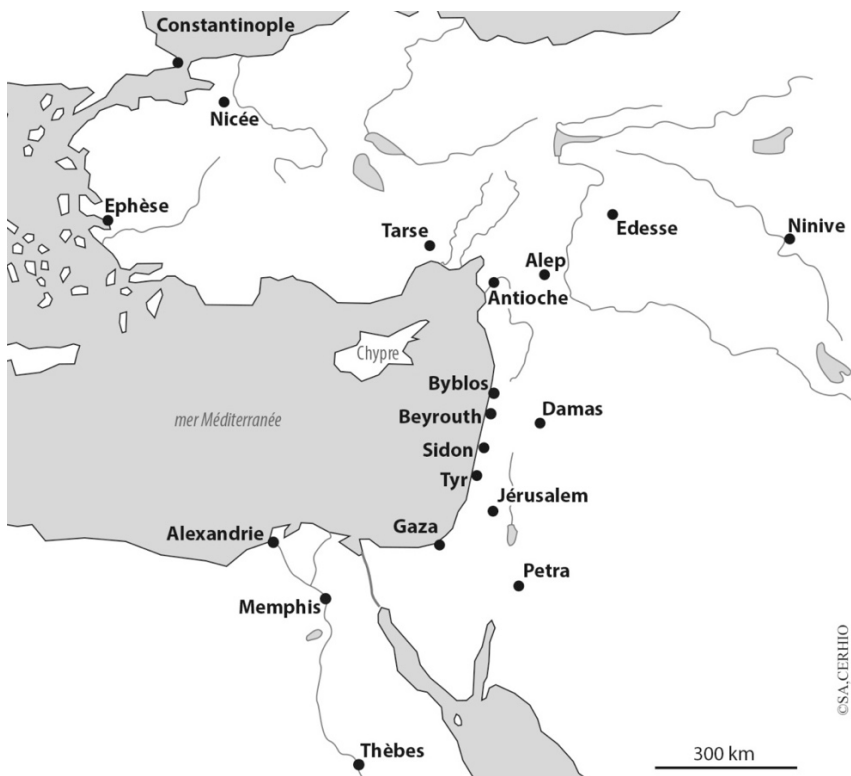 Constantinople
Nicée
Ephèse
Tarse
Edesse
Ninive
Alep
Antioche
Chypre
Byblos
mer Méditerranée
Beyrouth
Damas
Sidon
Tyr
Jérusalem
Alexandrie
Gaza
Petra
Memphis
©SA,CERHIO
Thèbes
300 km